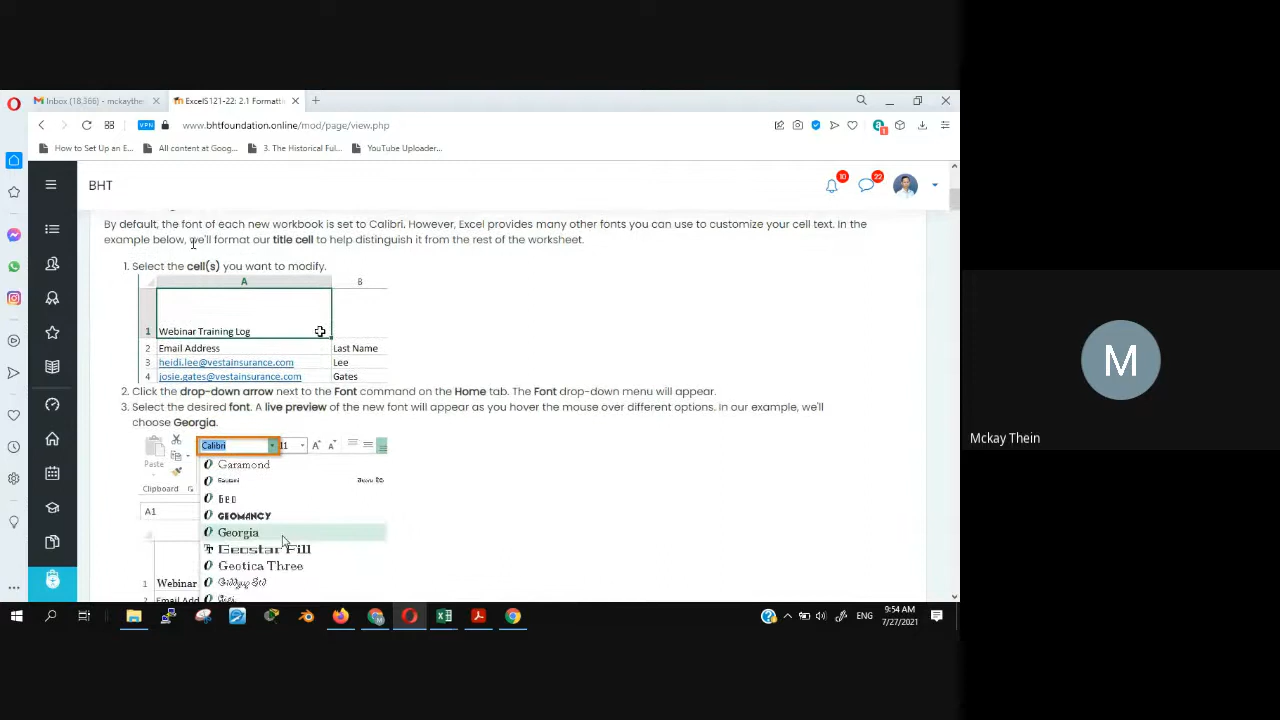 Inbox (18,366) - mckaythe
ExcelS121-22: 2.1 Formatti
VPN
www.bhtfoundation.online/mod/page/view.php
1
How to Set Up an E...
All content at Goog...
3. The Historical Ful...
YouTube Uploader...
BHT
10
22
By default, the font of each new workbook is set to Calibri. However, Excel provides many other fonts you can use to customize your cell text. In the
example below, we'll format our title cell to help distinguish it from the rest of the worksheet.
1. Select the cell(s) you want to modify.
A B
1 Webinar Training Log
2 Email Address Last Name
3 heidi.lee@vestainsurance.com Lee
4 josie.gates@vestainsurance.com Gates
2. Click the drop-down arrow next to the Font command on the Home tab. The Font drop-down menu will appear.
3. Select the desired font. A live preview of the new font will appear as you hover the mouse over different options. In our example, we'll
choose Georgia.
Calibri 11
Paste
Garamond
Clipboard
GEOMANCY
A1
Georgia
Geostar Fill
Geotica Three
1 Webinar
2 Email Add
M
Mckay Thein
ENG
9:54 AM
7/27/2021